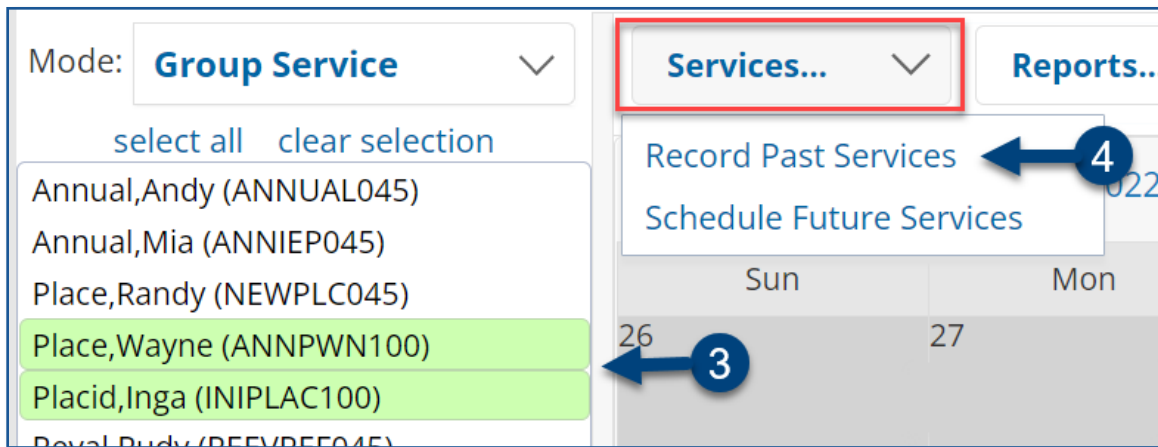 Mode: Group Service
select all clear selection
Annual,Andy (ANNUAL045)
Annual,Mia (ANNIEP045)
Place,Randy (NEWPLC045)
Place,Wayne (ANNPWN100)
Placid,Inga (INIPLAC100)
3
Services... Reports..
Record Past Services
4
022
Schedule Future Services
Sun Mon
26 27